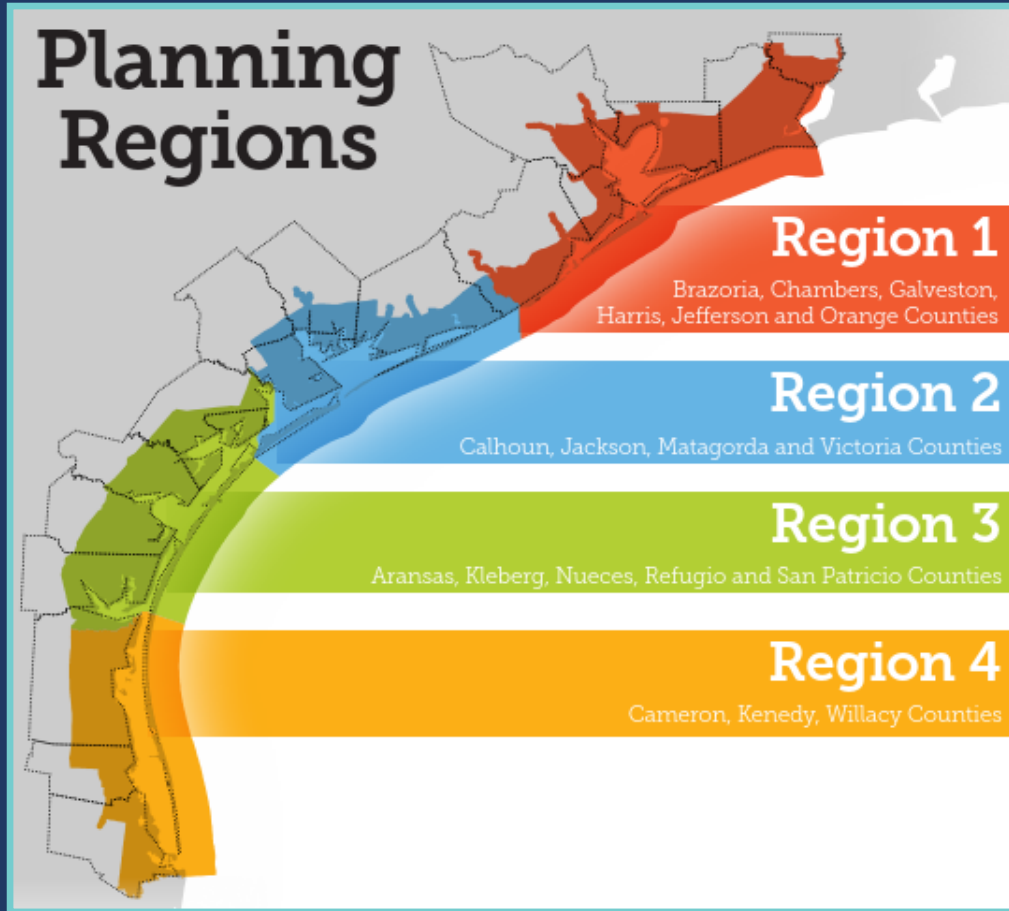 Planning
Regions
Region 1
Brazoria, Chambers, Galveston,
Harris, Jefferson and Orange Counties
Region 2
Calhoun, Jackson, Matagorda and Victoria Counties
Region 3
Aransas, Kleberg, Nueces, Refugio and San Patricio Counties
Region 4
Cameron, Kenedy, Willacy Counties